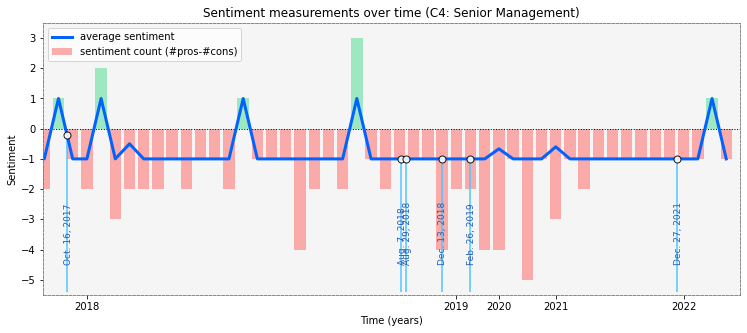 Sentiment measurements over time (C4: Senior Management)
average sentiment
sentiment count (#pros-#cons)
Sentiment
3
2
1
0
−1
−2
−3
−4
−5
Oct. 16, 2017
Aug. 7, 2018
Aug. 29, 2018
Dec. 13, 2018
Feb. 26, 2019
Dec. 27, 2021
2018
2019
2020
2021
2022
Time (years)